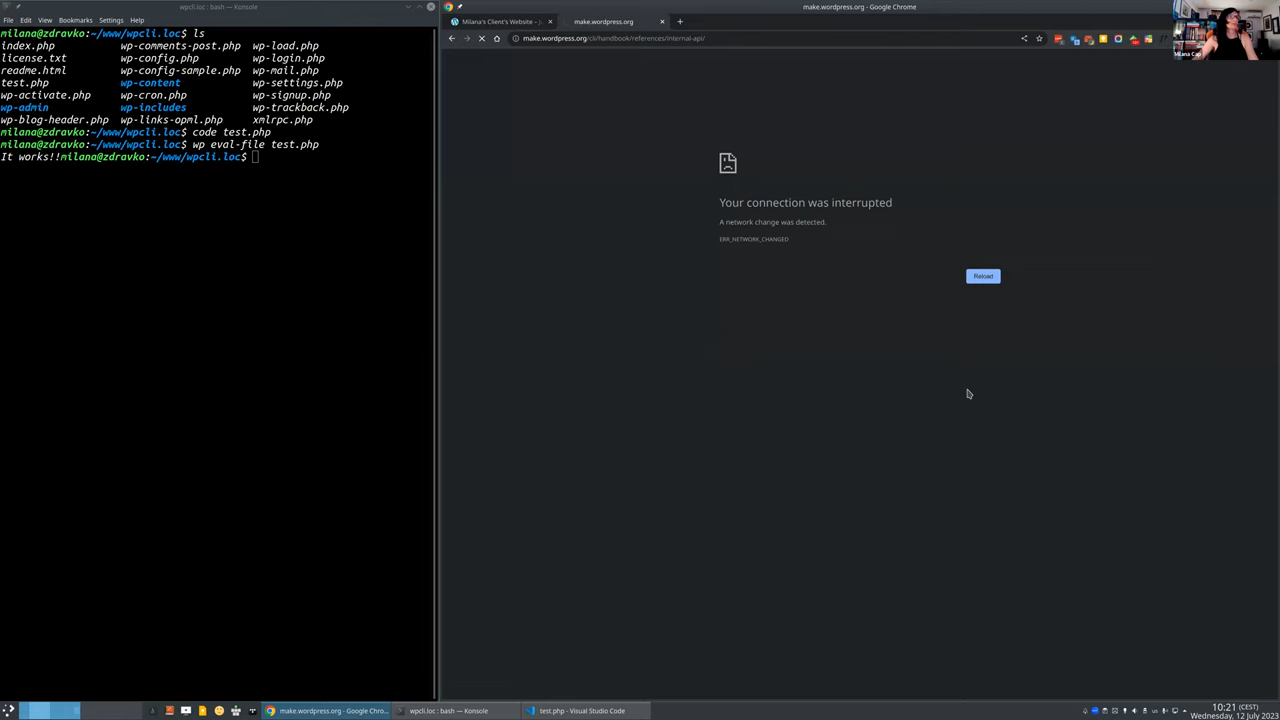 wpcli.loc : bash — Konsole
File Edit View Bookmarks Settings Help
milana@zdravko:~/www/wpcli.loc$ ls
index.php wp-comments-post.php wp-load.php
license.txt wp-config.php wp-login.php
readme.html wp-config-sample.php wp-mail.php
test.php wp-content wp-settings.php
wp-activate.php wp-cron.php wp-signup.php
wp-admin wp-includes wp-trackback.php
wp-blog-header.php wp-links-opml.php xmlrpc.php
milana@zdravko:~/www/wpcli.loc$ code test.php
milana@zdravko:~/www/wpcli.loc$ wp eval-file test.php
It works!!milana@zdravko:~/www/wpcli.loc$
make.wordpress.org - Google Chrome
Milana's Client's Website –
make.wordpress.org
make.wordpress.org/cli/handbook/references/internal-api/
Milana Cap
Your connection was interrupted
A network change was detected.
ERR_NETWORK_CHANGED
Reload
make.wordpress.org - Google Chro...
wpcli.loc : bash — Konsole
test.php - Visual Studio Code
10:21 (CEST)
Wednesday, 12 July 2023